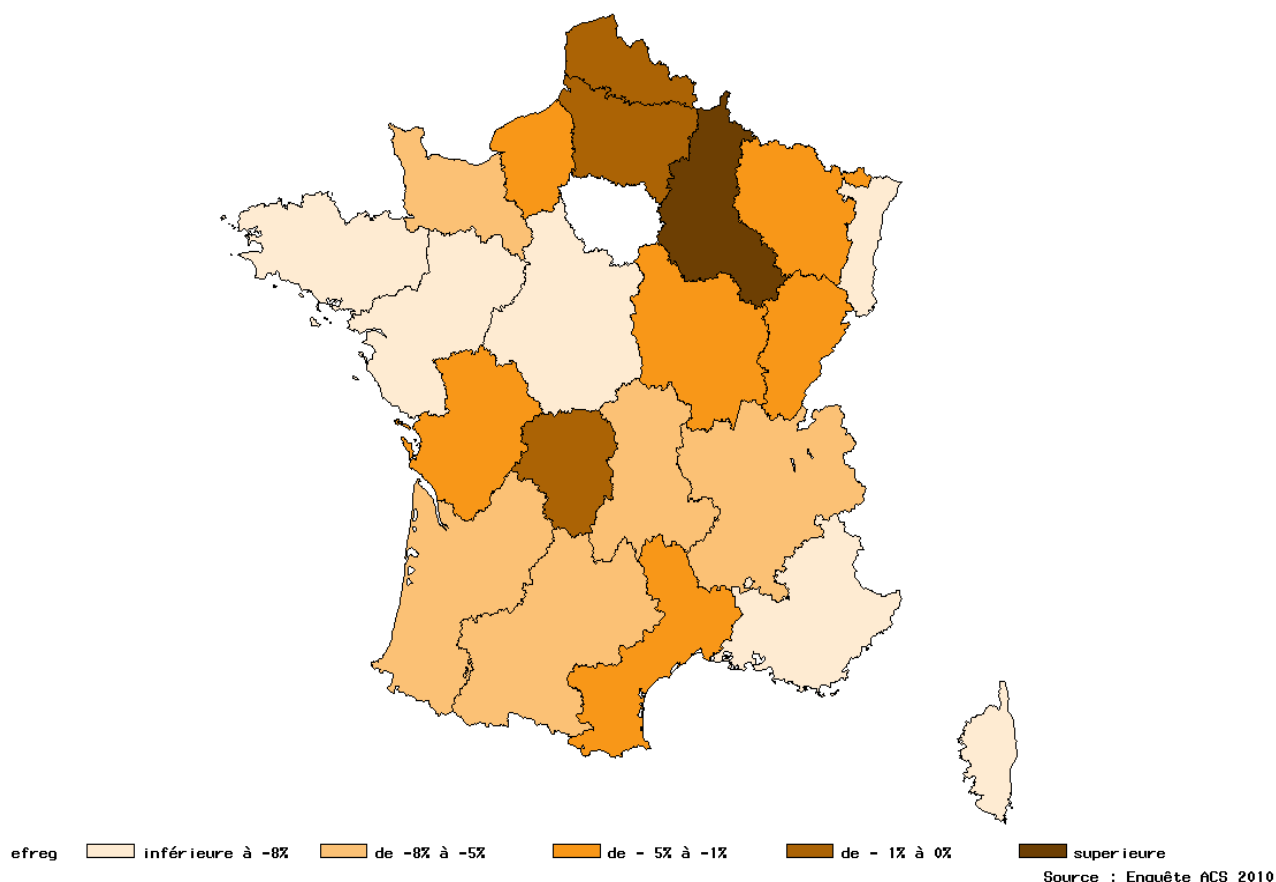 efreg inférieure à -8% de -8% à -5% de - 5% à -1% de - 1% à 0% superieure
Source : Enquête ACS 2010